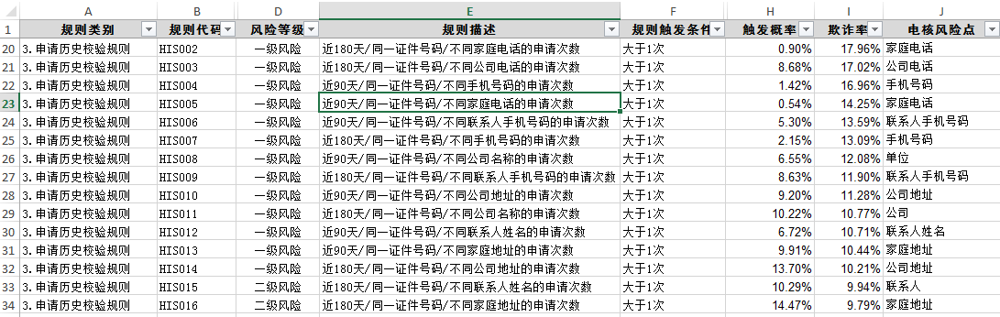 A B D E F H I J
1 规则类别 规则代码 风险等级 规则描述 规则触发条件 触发概率 欺诈率 电核风险点
20 3.申请历史校验规则 HIS002 一级风险 近180天/同一证件号码/不同家庭电话的申请次数 大于1次 0.90% 17.96% 家庭电话
21 3.申请历史校验规则 HIS003 一级风险 近180天/同一证件号码/不同公司电话的申请次数 大于1次 8.68% 17.02% 公司电话
22 3.申请历史校验规则 HIS004 一级风险 近90天/同一证件号码/不同手机号码的申请次数 大于1次 1.42% 16.96% 手机号码
23 3.申请历史校验规则 HIS005 一级风险 近90天/同一证件号码/不同家庭电话的申请次数 大于1次 0.54% 14.25% 家庭电话
24 3.申请历史校验规则 HIS006 一级风险 近90天/同一证件号码/不同联系人手机号码的申请次数 大于1次 5.30% 13.59% 联系人手机号码
25 3.申请历史校验规则 HIS007 一级风险 近180天/同一证件号码/不同手机号码的申请次数 大于1次 2.15% 13.09% 手机号码
26 3.申请历史校验规则 HIS008 一级风险 近90天/同一证件号码/不同公司名称的申请次数 大于1次 6.55% 12.08% 单位
27 3.申请历史校验规则 HIS009 一级风险 近180天/同一证件号码/不同联系人手机号码的申请次数 大于1次 8.63% 11.90% 联系人手机号码
28 3.申请历史校验规则 HIS010 一级风险 近90天/同一证件号码/不同公司地址的申请次数 大于1次 9.20% 11.28% 公司地址
29 3.申请历史校验规则 HIS011 一级风险 近180天/同一证件号码/不同公司名称的申请次数 大于1次 10.22% 10.77% 公司
30 3.申请历史校验规则 HIS012 一级风险 近90天/同一证件号码/不同联系人姓名的申请次数 大于1次 6.72% 10.71% 联系人姓名
31 3.申请历史校验规则 HIS013 一级风险 近90天/同一证件号码/不同家庭地址的申请次数 大于1次 9.91% 10.44% 家庭地址
32 3.申请历史校验规则 HIS014 一级风险 近180天/同一证件号码/不同公司地址的申请次数 大于1次 13.70% 10.21% 公司地址
33 3.申请历史校验规则 HIS015 二级风险 近180天/同一证件号码/不同联系人姓名的申请次数 大于1次 10.29% 9.94% 联系人
34 3.申请历史校验规则 HIS016 二级风险 近180天/同一证件号码/不同家庭地址的申请次数 大于1次 14.47% 9.79% 家庭地址